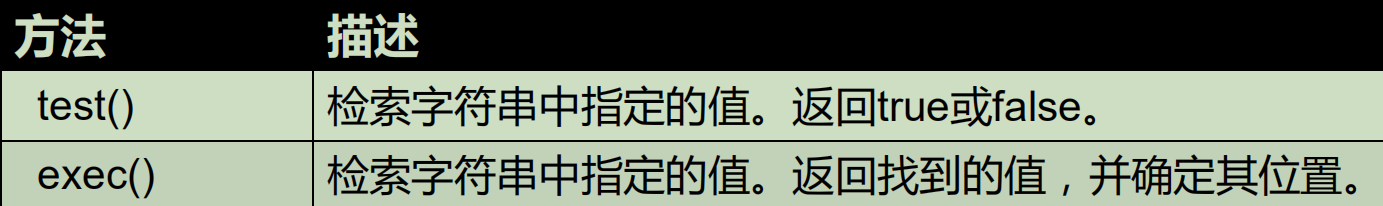 方法 描述
test() 检索字符串中指定的值。返回true或false。
exec() 检索字符串中指定的值。返回找到的值，并确定其位置。